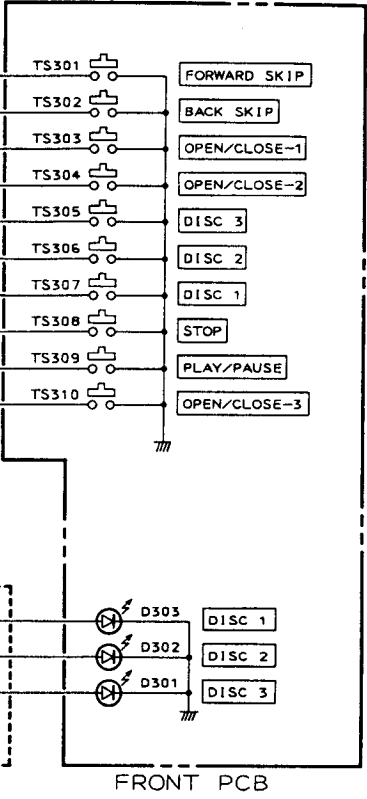 TS301 FORWARD SKIP
TS302 BACK SKIP
TS303 OPEN/CLOSE-1
TS304 OPEN/CLOSE-2
TS305 DISC 3
TS306 DISC 2
TS307 DISC 1
TS308 STOP
TS309 PLAY/PAUSE
TS310 OPEN/CLOSE-3
D303 DISC 1
D302 DISC 2
D301 DISC 3
FRONT PCB